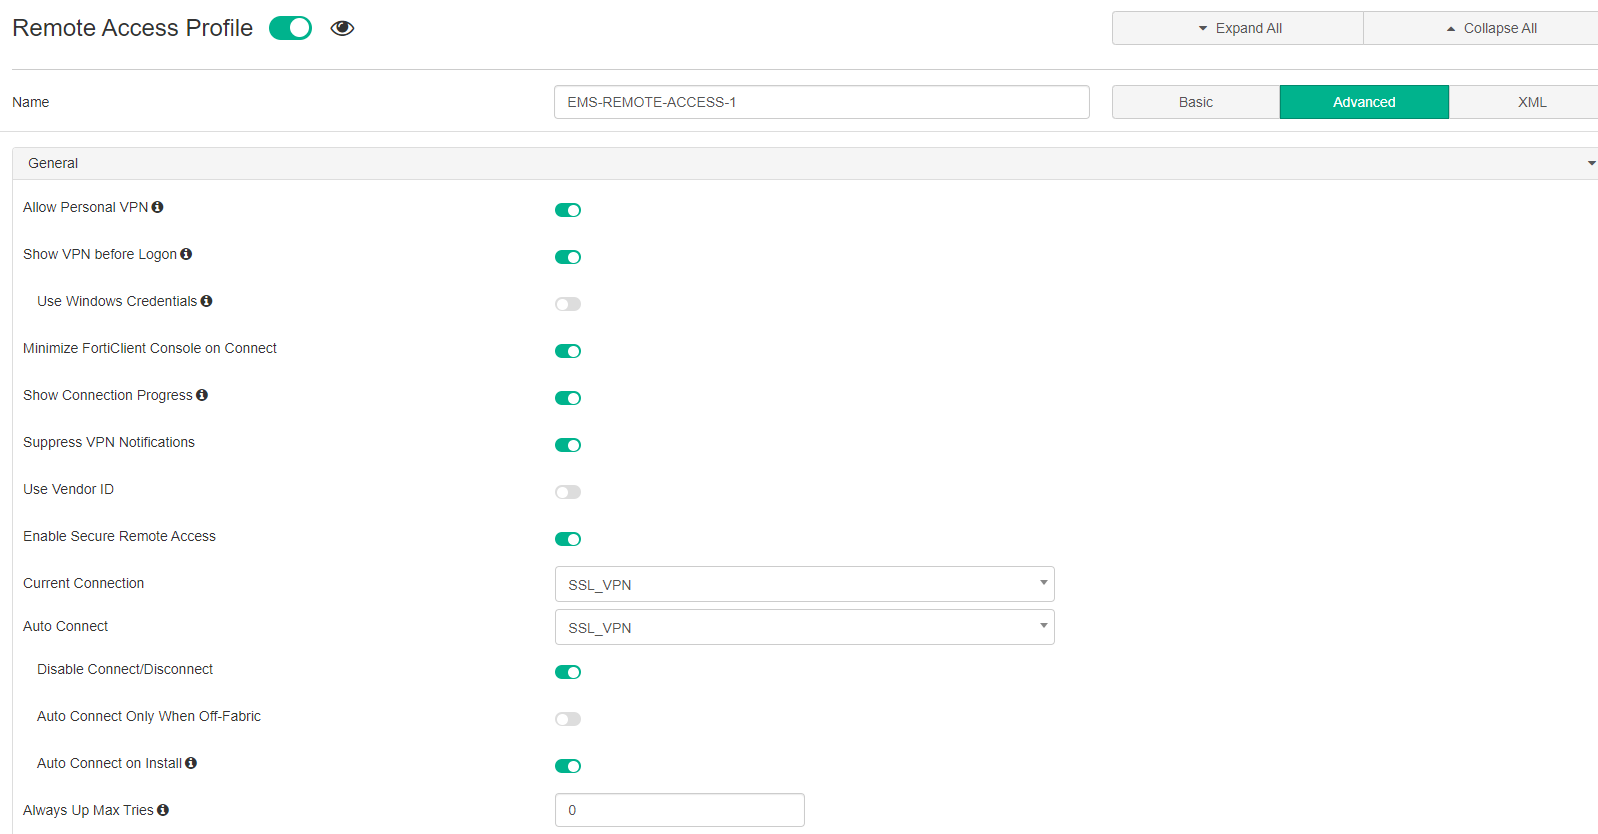 Remote Access Profile
Expand All
Collapse All
Name
EMS-REMOTE-ACCESS-1
Basic
Advanced
XML
General
Allow Personal VPN
Show VPN before Logon
Use Windows Credentials
Minimize FortiClient Console on Connect
Show Connection Progress
Suppress VPN Notifications
Use Vendor ID
Enable Secure Remote Access
Current Connection
SSL_VPN
Auto Connect
SSL_VPN
Disable Connect/Disconnect
Auto Connect Only When Off-Fabric
Auto Connect on Install
Always Up Max Tries
0